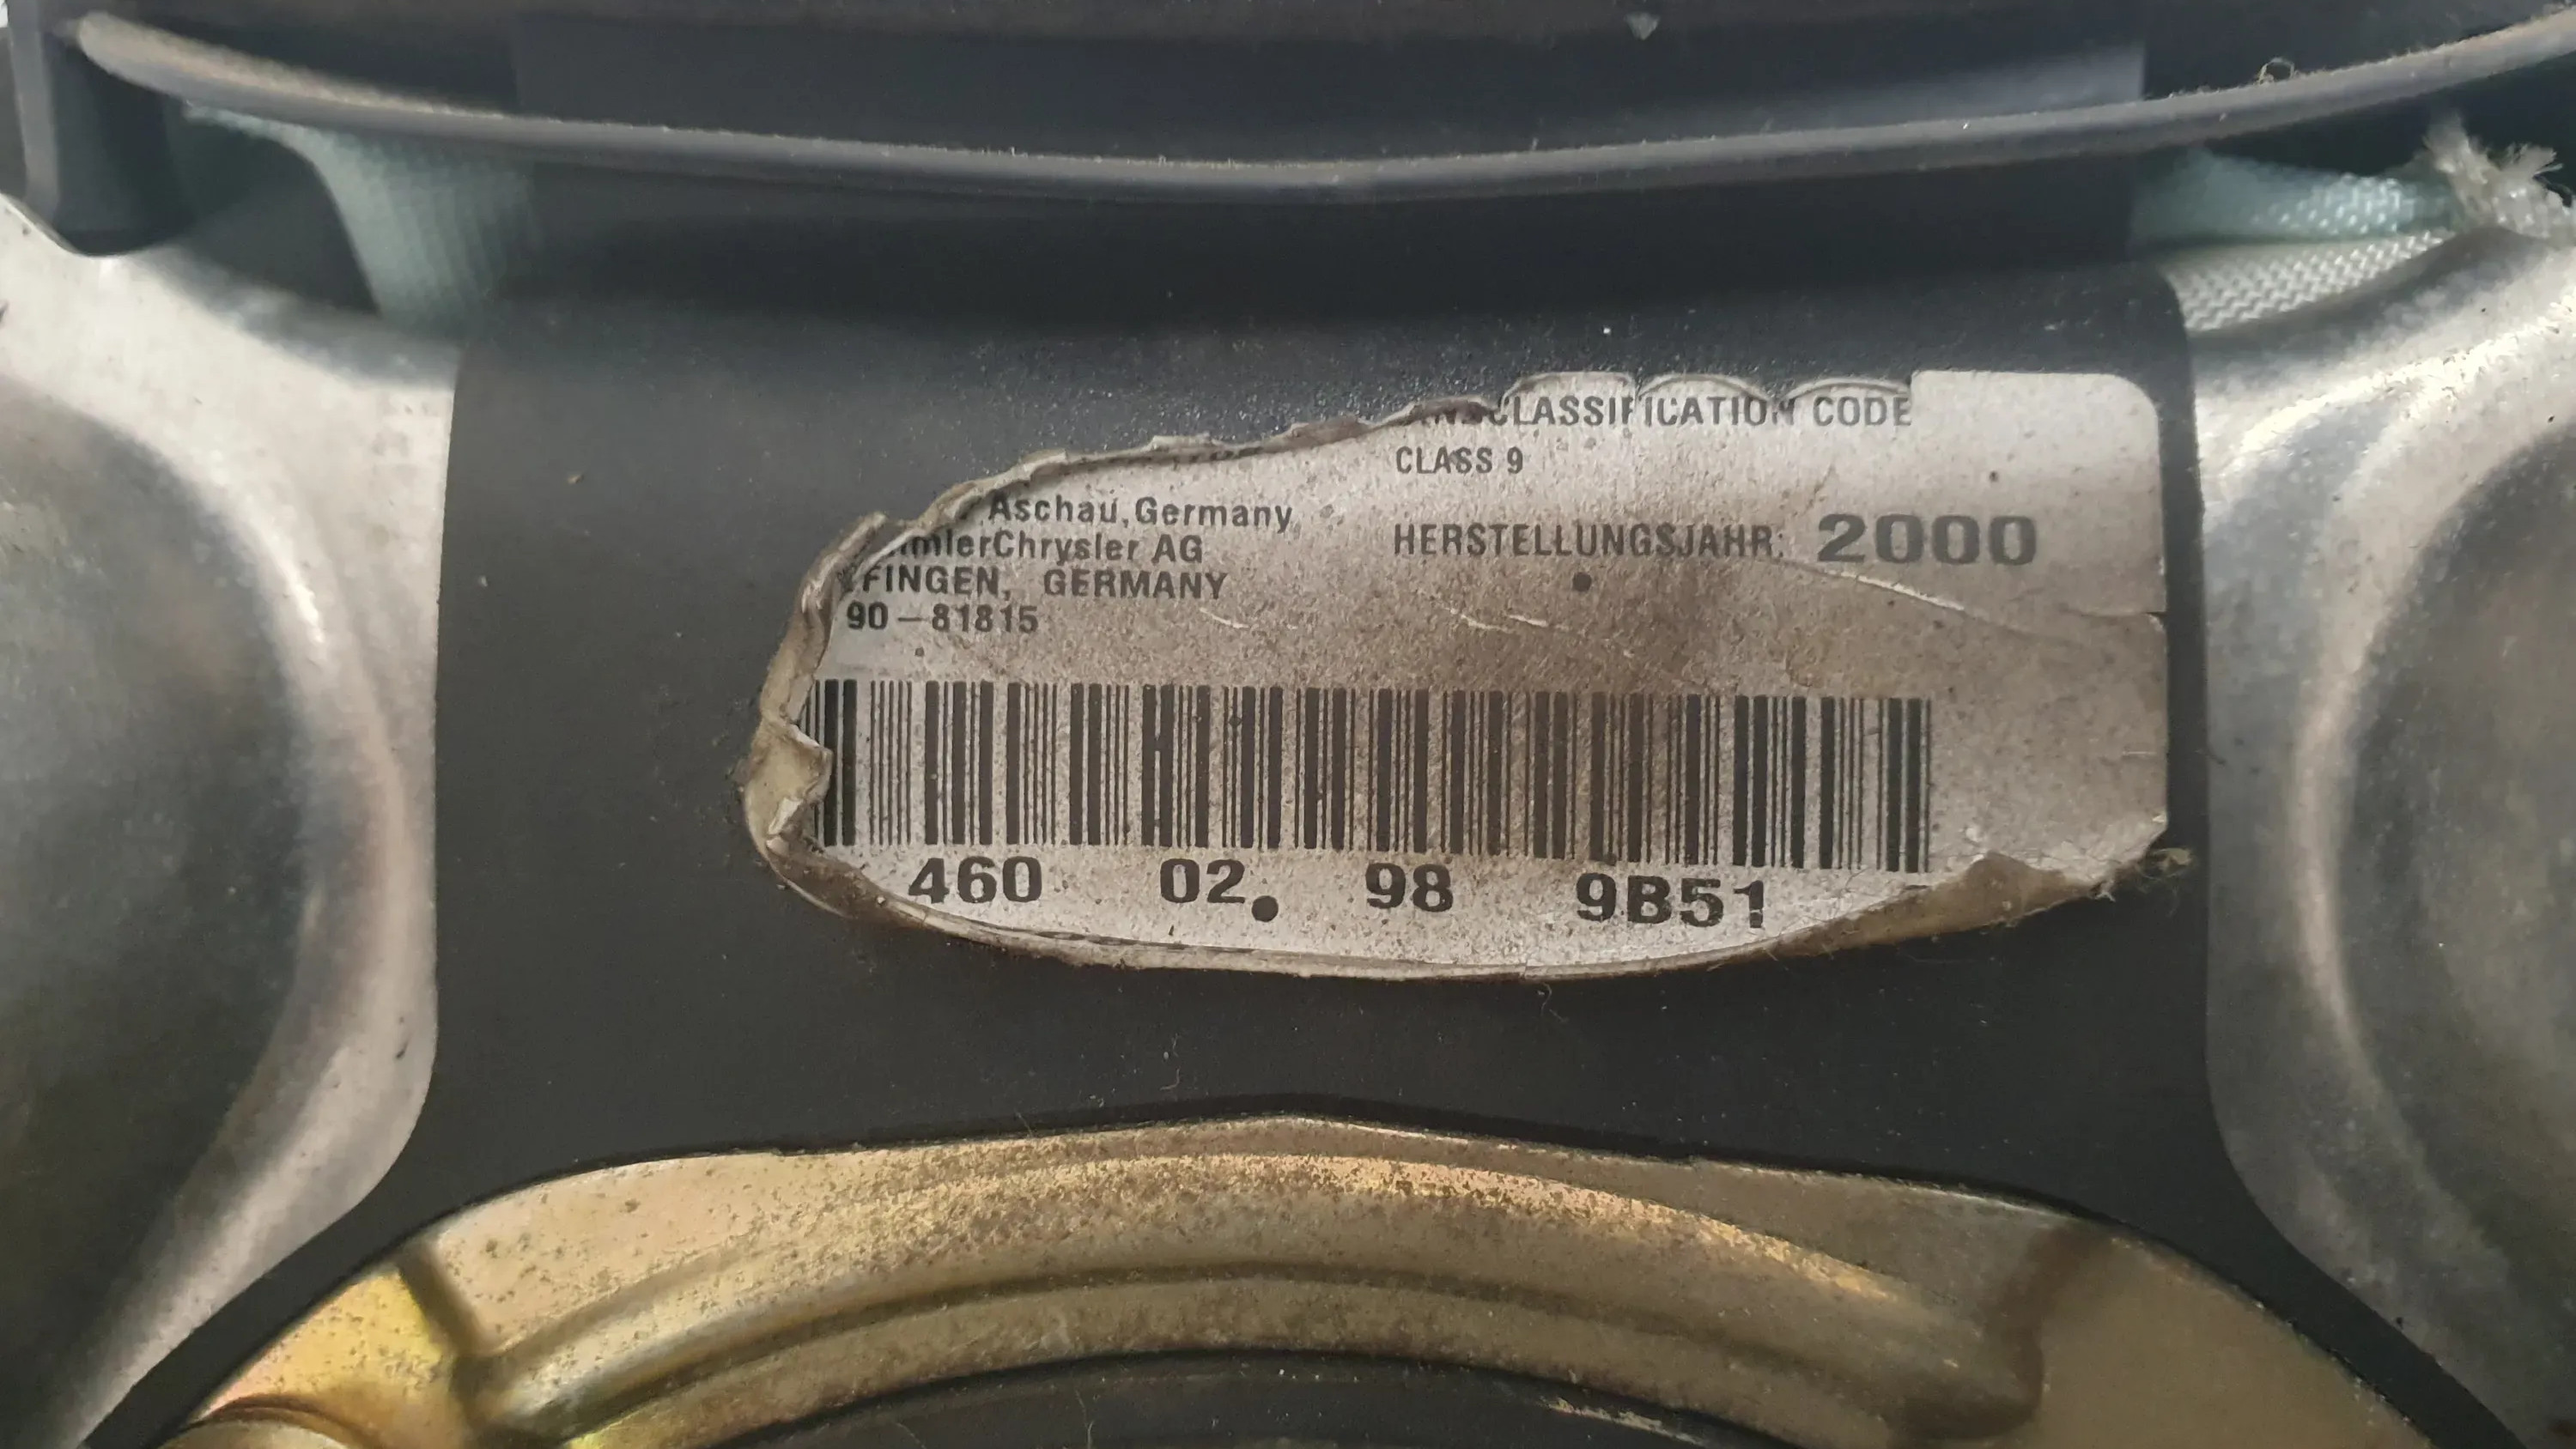 CLASSIFICATION CODE
CLASS 9
Aschau, Germany
HERSTELLUNGSJAHR: 2000
Chrysler AG
FINGEN, GERMANY
90-81815
460 02. 98 9B51